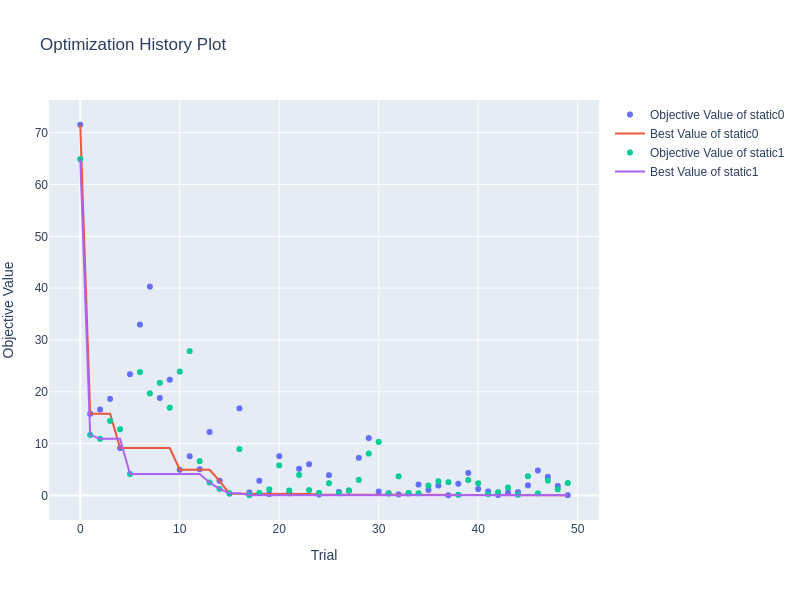 Optimization History Plot
Objective Value of static0
Best Value of static0
Objective Value of static1
Best Value of static1
Objective Value
70
60
50
40
30
20
10
0
0
10
20
30
40
50
Trial